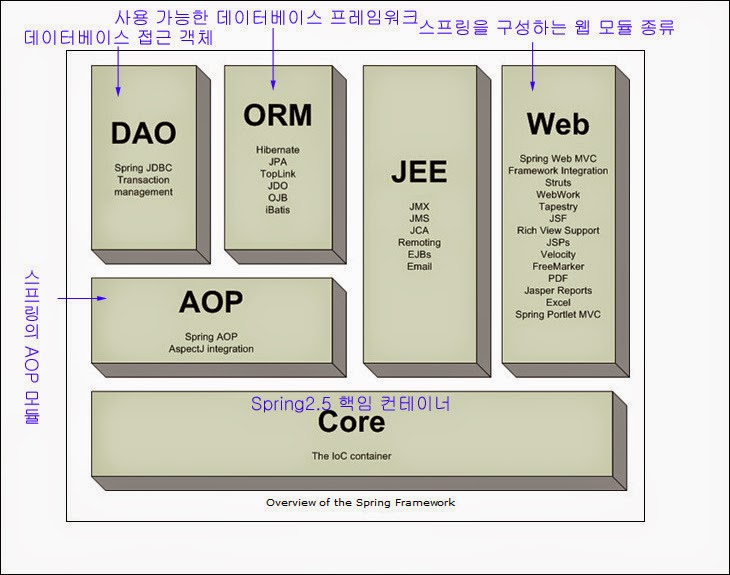 사용 가능한 데이터베이스 프레임워크
데이터베이스 접근 객체
스프링을 구성하는 웹 모듈 종류
DAO
Spring JDBC
Transaction
management
ORM
Hibernate
JPA
TopLink
JDO
OJB
iBatis
JEE
JMX
JMS
JCA
Remoting
EJBs
Email
Web
Spring Web MVC
Framework Integration
Struts
WebWork
Tapestry
JSF
Rich View Support
JSPs
Velocity
FreeMarker
PDF
Jasper Reports
Excel
Spring Portlet MVC
스프링의 AOP 모듈
AOP
Spring AOP
AspectJ integration
Spring2.5 핵임 컨테이너
Core
The IoC container
Overview of the Spring Framework